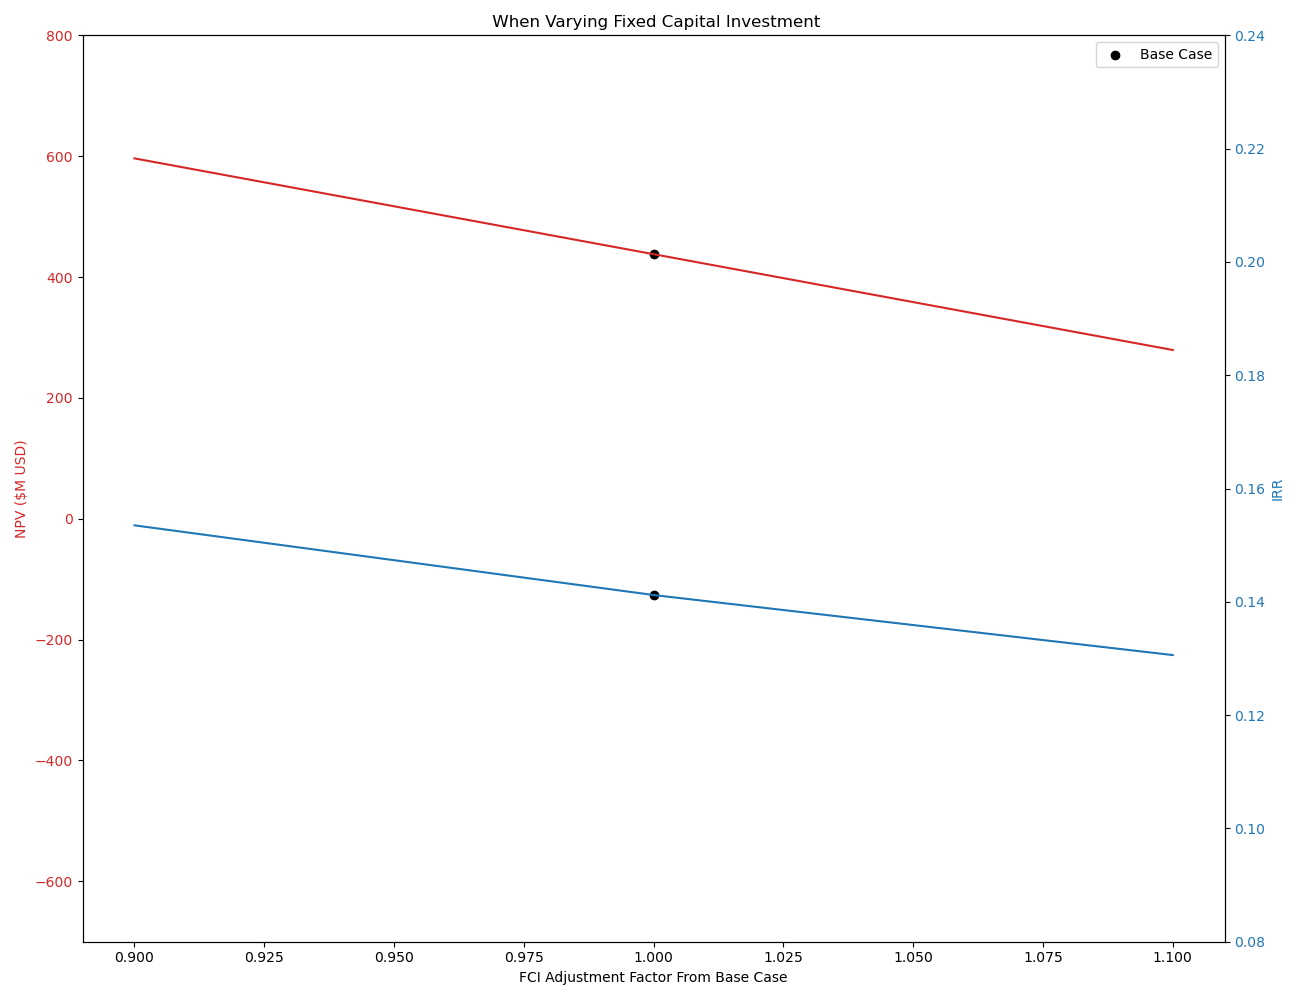 When Varying Fixed Capital Investment
Base Case
800
600
400
200
0
−200
−400
−600
NPV ($M USD)
0.24
0.22
0.20
0.18
0.16
0.14
0.12
0.10
0.08
IRR
0.900 0.925 0.950 0.975 1.000 1.025 1.050 1.075 1.100
FCI Adjustment Factor From Base Case